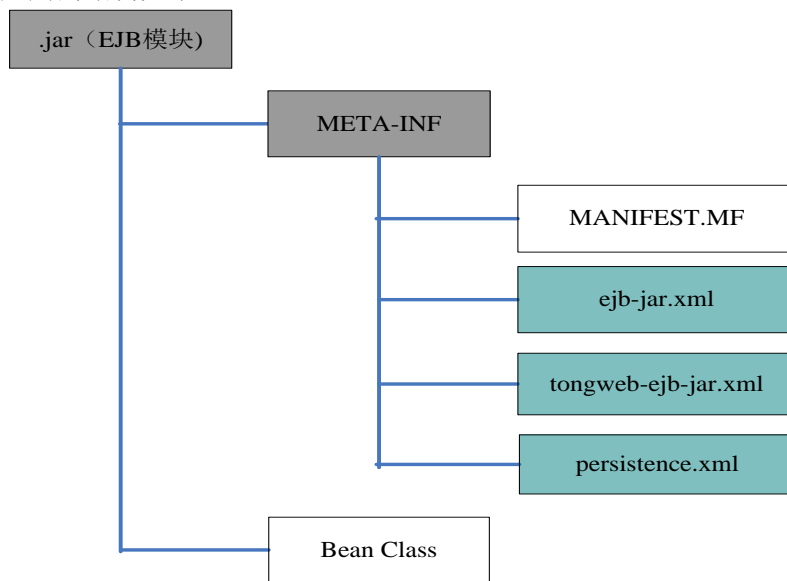 .jar（EJB模块)
META-INF
MANIFEST.MF
ejb-jar.xml
tongweb-ejb-jar.xml
persistence.xml
Bean Class